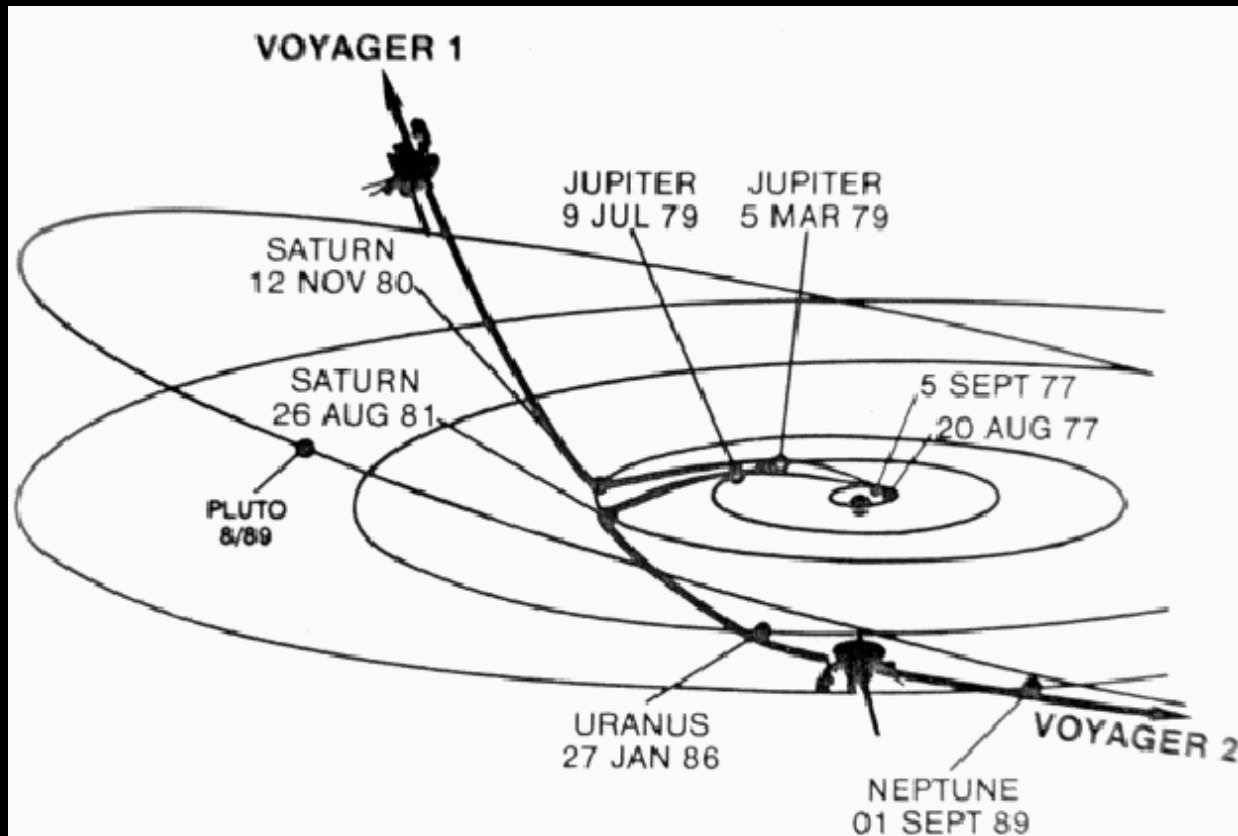 VOYAGER 1
JUPITER
9 JUL 79
JUPITER
5 MAR 79
SATURN
12 NOV 80
SATURN
26 AUG 81
5 SEPT 77
20 AUG 77
PLUTO
8/89
URANUS
27 JAN 86
VOYAGER 2
NEPTUNE
01 SEPT 89